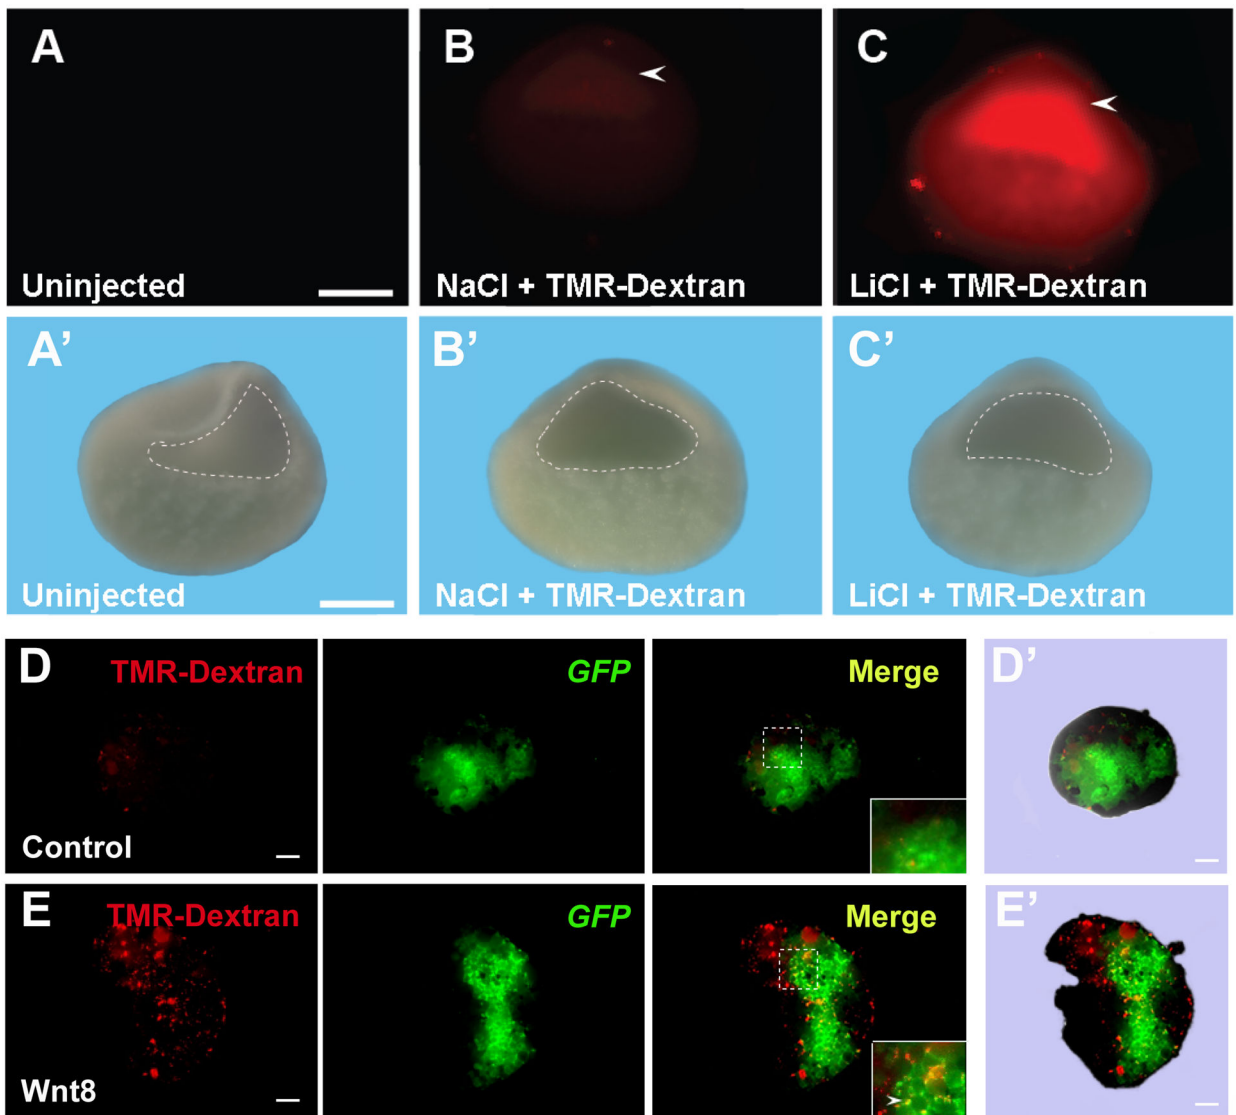 A
B
C
Uninjected
NaCl + TMR-Dextran
LiCl + TMR-Dextran
A’
B’
C’
Uninjected
NaCl + TMR-Dextran
LiCl + TMR-Dextran
D
TMR-Dextran
GFP
Merge
D’
Control
E
TMR-Dextran
GFP
Merge
E’
Wnt8